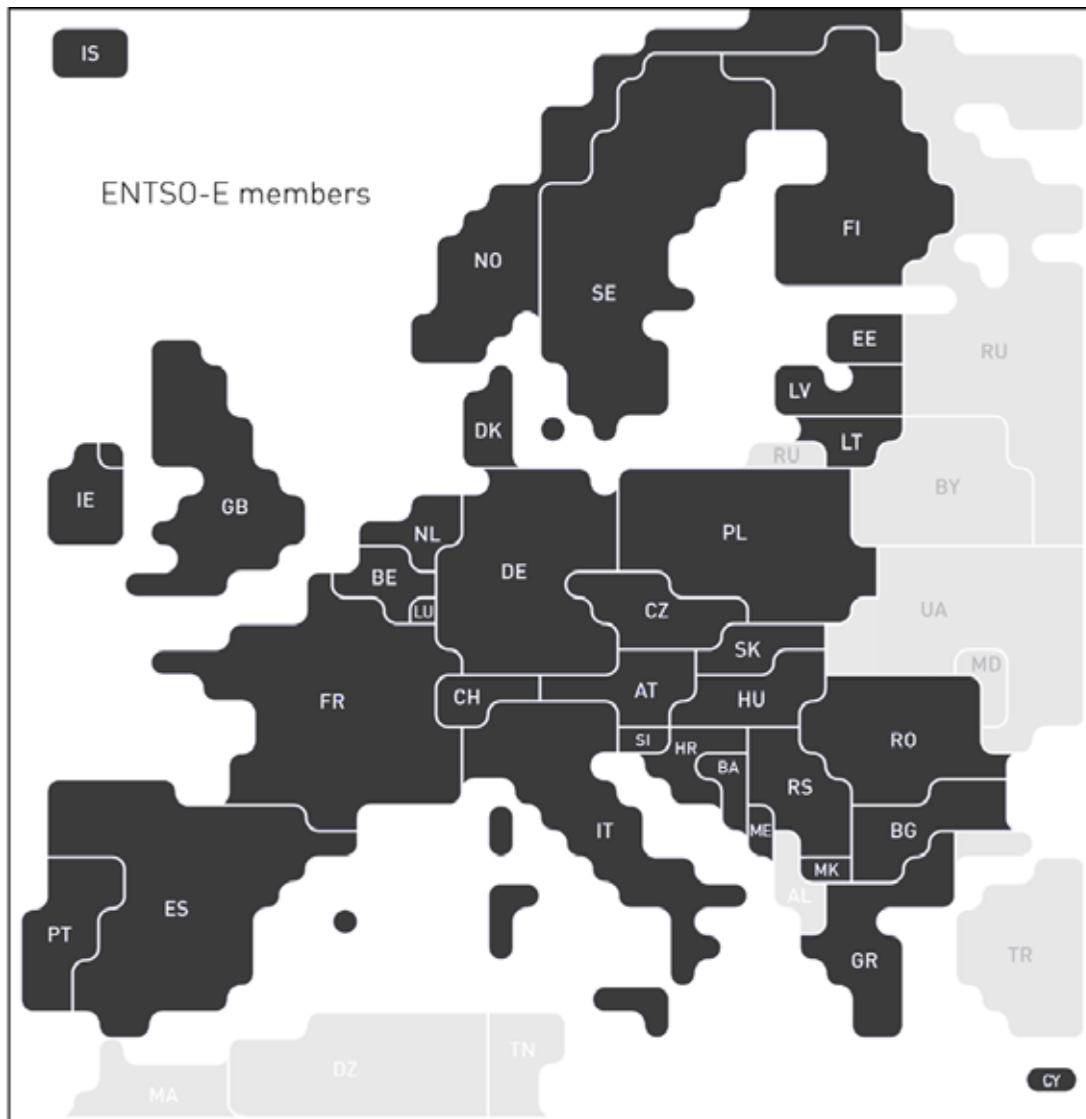 IS
ENTSO-E members
NO
SE
FI
EE
RU
LV
DK
LT
RU
BY
IE
GB
NL
PL
DE
BE
CZ
LU
UA
SK
MD
CH
AT
HU
FR
RO
SI
HR
BA
RS
IT
ME
BG
MK
AL
ES
PT
GR
TR
TN
DZ
CY
MA